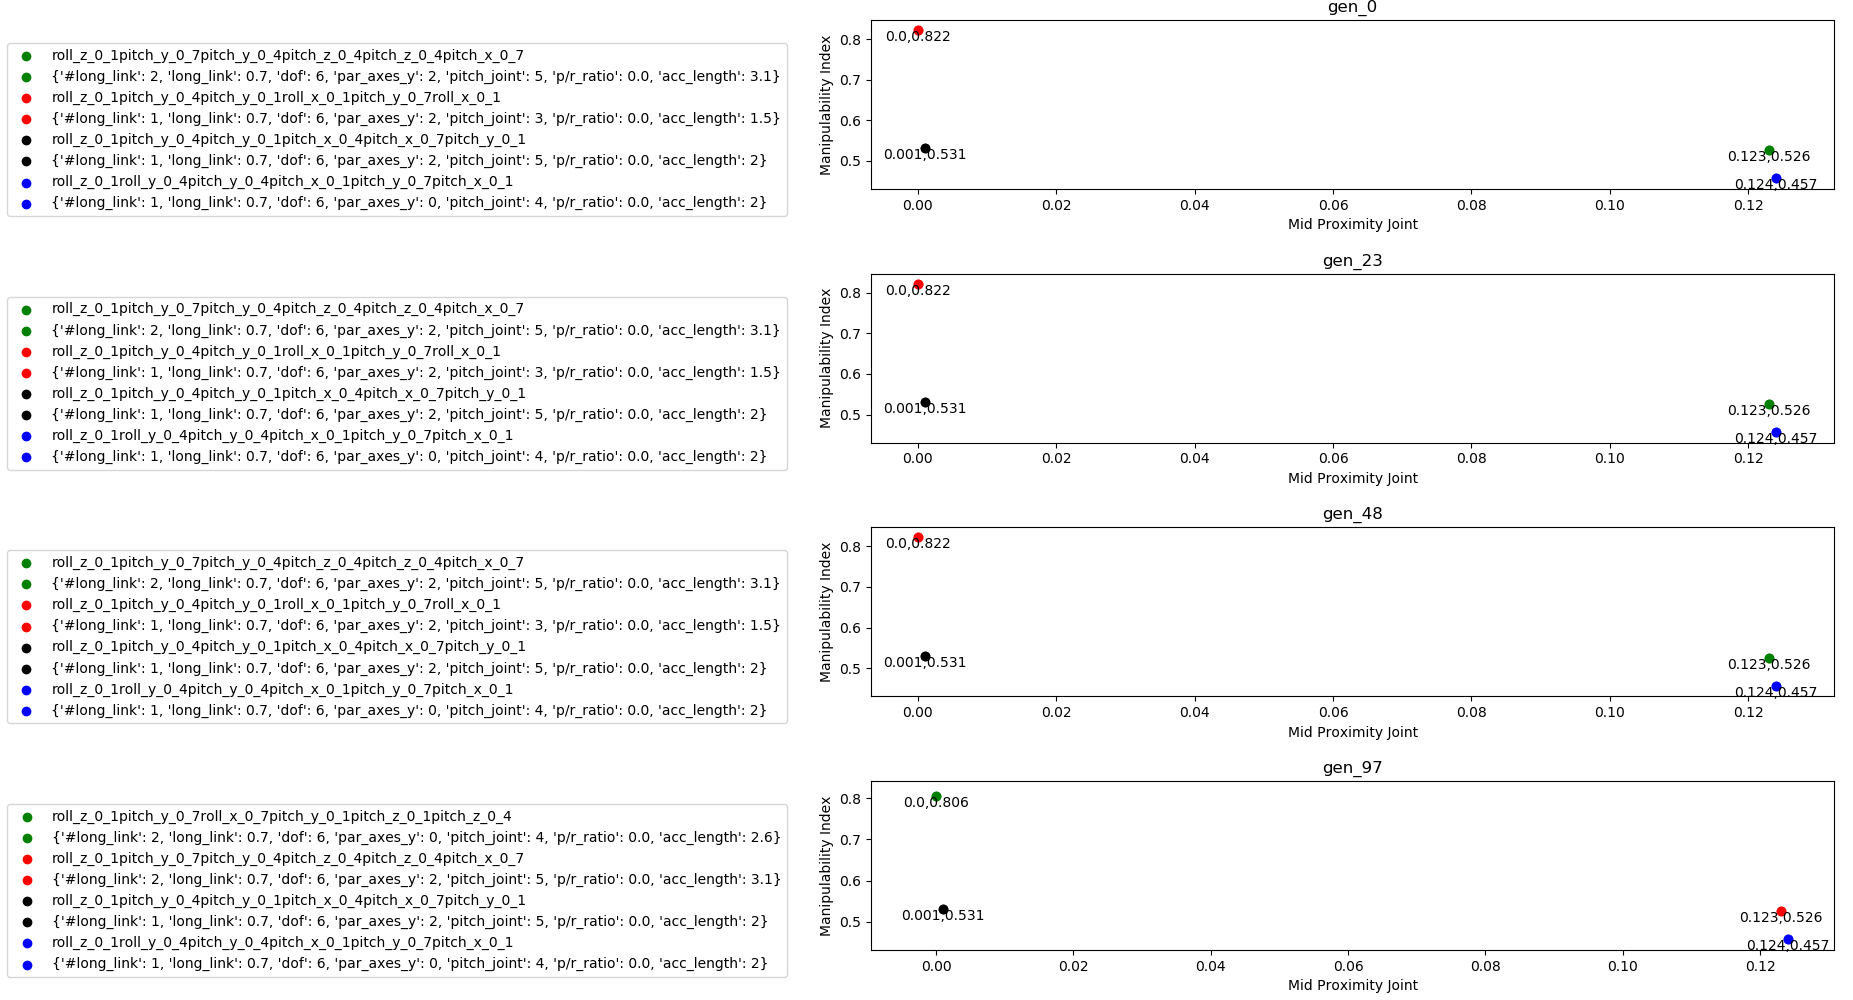 gen_0
roll_z_0_1pitch_y_0_7pitch_y_0_4pitch_z_0_4pitch_z_0_4pitch_x_0_7
{'#long_link': 2, 'long_link': 0.7, 'dof': 6, 'par_axes_y': 2, 'pitch_joint': 5, 'p/r_ratio': 0.0, 'acc_length': 3.1}
roll_z_0_1pitch_y_0_4pitch_y_0_1roll_x_0_1pitch_y_0_7roll_x_0_1
{'#long_link': 1, 'long_link': 0.7, 'dof': 6, 'par_axes_y': 2, 'pitch_joint': 3, 'p/r_ratio': 0.0, 'acc_length': 1.5}
roll_z_0_1pitch_y_0_4pitch_y_0_1pitch_x_0_4pitch_x_0_7pitch_y_0_1
{'#long_link': 1, 'long_link': 0.7, 'dof': 6, 'par_axes_y': 2, 'pitch_joint': 5, 'p/r_ratio': 0.0, 'acc_length': 2}
roll_z_0_1roll_y_0_4pitch_y_0_4pitch_x_0_1pitch_y_0_7pitch_x_0_1
{'#long_link': 1, 'long_link': 0.7, 'dof': 6, 'par_axes_y': 0, 'pitch_joint': 4, 'p/r_ratio': 0.0, 'acc_length': 2}
Manipulability Index
0.8
0.7
0.6
0.5
0.0,0.822
0.001,0.531
0.123,0.526
0.124,0.457
0.00 0.02 0.04 0.06 0.08 0.10 0.12
Mid Proximity Joint
gen_23
roll_z_0_1pitch_y_0_7pitch_y_0_4pitch_z_0_4pitch_z_0_4pitch_x_0_7
{'#long_link': 2, 'long_link': 0.7, 'dof': 6, 'par_axes_y': 2, 'pitch_joint': 5, 'p/r_ratio': 0.0, 'acc_length': 3.1}
roll_z_0_1pitch_y_0_4pitch_y_0_1roll_x_0_1pitch_y_0_7roll_x_0_1
{'#long_link': 1, 'long_link': 0.7, 'dof': 6, 'par_axes_y': 2, 'pitch_joint': 3, 'p/r_ratio': 0.0, 'acc_length': 1.5}
roll_z_0_1pitch_y_0_4pitch_y_0_1pitch_x_0_4pitch_x_0_7pitch_y_0_1
{'#long_link': 1, 'long_link': 0.7, 'dof': 6, 'par_axes_y': 2, 'pitch_joint': 5, 'p/r_ratio': 0.0, 'acc_length': 2}
roll_z_0_1roll_y_0_4pitch_y_0_4pitch_x_0_1pitch_y_0_7pitch_x_0_1
{'#long_link': 1, 'long_link': 0.7, 'dof': 6, 'par_axes_y': 0, 'pitch_joint': 4, 'p/r_ratio': 0.0, 'acc_length': 2}
Manipulability Index
0.8
0.7
0.6
0.5
0.0,0.822
0.001,0.531
0.123,0.526
0.124,0.457
0.00 0.02 0.04 0.06 0.08 0.10 0.12
Mid Proximity Joint
gen_48
roll_z_0_1pitch_y_0_7pitch_y_0_4pitch_z_0_4pitch_z_0_4pitch_x_0_7
{'#long_link': 2, 'long_link': 0.7, 'dof': 6, 'par_axes_y': 2, 'pitch_joint': 5, 'p/r_ratio': 0.0, 'acc_length': 3.1}
roll_z_0_1pitch_y_0_4pitch_y_0_1roll_x_0_1pitch_y_0_7roll_x_0_1
{'#long_link': 1, 'long_link': 0.7, 'dof': 6, 'par_axes_y': 2, 'pitch_joint': 3, 'p/r_ratio': 0.0, 'acc_length': 1.5}
roll_z_0_1pitch_y_0_4pitch_y_0_1pitch_x_0_4pitch_x_0_7pitch_y_0_1
{'#long_link': 1, 'long_link': 0.7, 'dof': 6, 'par_axes_y': 2, 'pitch_joint': 5, 'p/r_ratio': 0.0, 'acc_length': 2}
roll_z_0_1roll_y_0_4pitch_y_0_4pitch_x_0_1pitch_y_0_7pitch_x_0_1
{'#long_link': 1, 'long_link': 0.7, 'dof': 6, 'par_axes_y': 0, 'pitch_joint': 4, 'p/r_ratio': 0.0, 'acc_length': 2}
Manipulability Index
0.8
0.7
0.6
0.5
0.0,0.822
0.001,0.531
0.123,0.526
0.124,0.457
0.00 0.02 0.04 0.06 0.08 0.10 0.12
Mid Proximity Joint
gen_97
roll_z_0_1pitch_y_0_7roll_x_0_7pitch_y_0_1pitch_z_0_1pitch_z_0_4
{'#long_link': 2, 'long_link': 0.7, 'dof': 6, 'par_axes_y': 0, 'pitch_joint': 4, 'p/r_ratio': 0.0, 'acc_length': 2.6}
roll_z_0_1pitch_y_0_7pitch_y_0_4pitch_z_0_4pitch_z_0_4pitch_x_0_7
{'#long_link': 2, 'long_link': 0.7, 'dof': 6, 'par_axes_y': 2, 'pitch_joint': 5, 'p/r_ratio': 0.0, 'acc_length': 3.1}
roll_z_0_1pitch_y_0_4pitch_y_0_1pitch_x_0_4pitch_x_0_7pitch_y_0_1
{'#long_link': 1, 'long_link': 0.7, 'dof': 6, 'par_axes_y': 2, 'pitch_joint': 5, 'p/r_ratio': 0.0, 'acc_length': 2}
roll_z_0_1roll_y_0_4pitch_y_0_4pitch_x_0_1pitch_y_0_7pitch_x_0_1
{'#long_link': 1, 'long_link': 0.7, 'dof': 6, 'par_axes_y': 0, 'pitch_joint': 4, 'p/r_ratio': 0.0, 'acc_length': 2}
Manipulability Index
0.8
0.7
0.6
0.5
0.0,0.806
0.001,0.531
0.123,0.526
0.124,0.457
0.00 0.02 0.04 0.06 0.08 0.10 0.12
Mid Proximity Joint